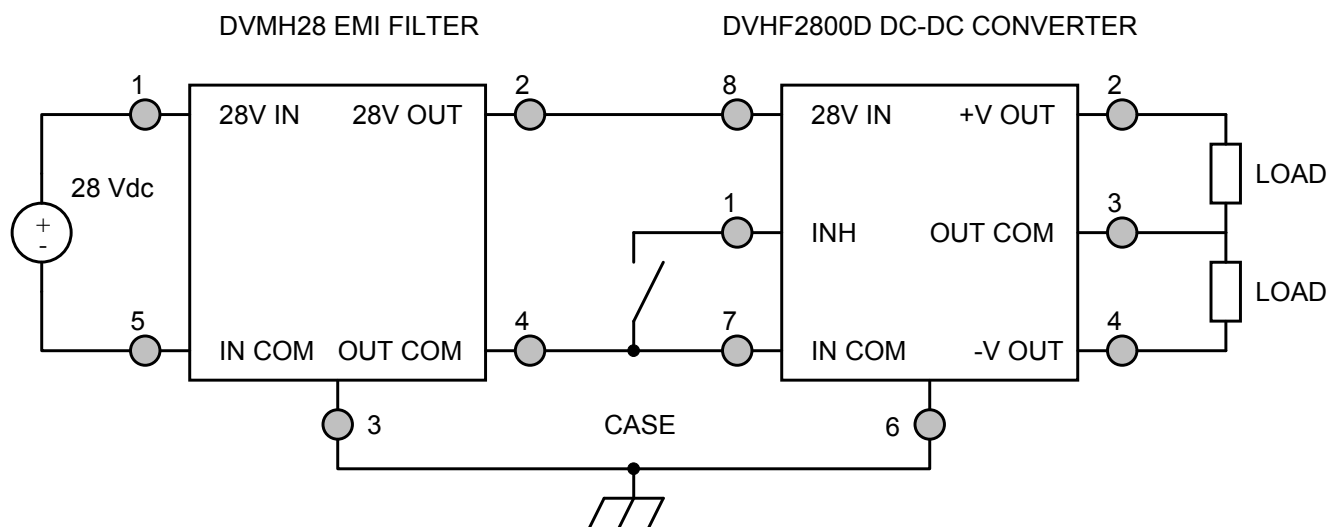 DVMH28 EMI FILTER
DVHF2800D DC-DC CONVERTER
1
2
8
2
28V IN
28V OUT
28V IN
+V OUT
28 Vdc
LOAD
+
-
1
3
INH
OUT COM
LOAD
5
4
7
4
IN COM
OUT COM
IN COM
-V OUT
3
CASE
6